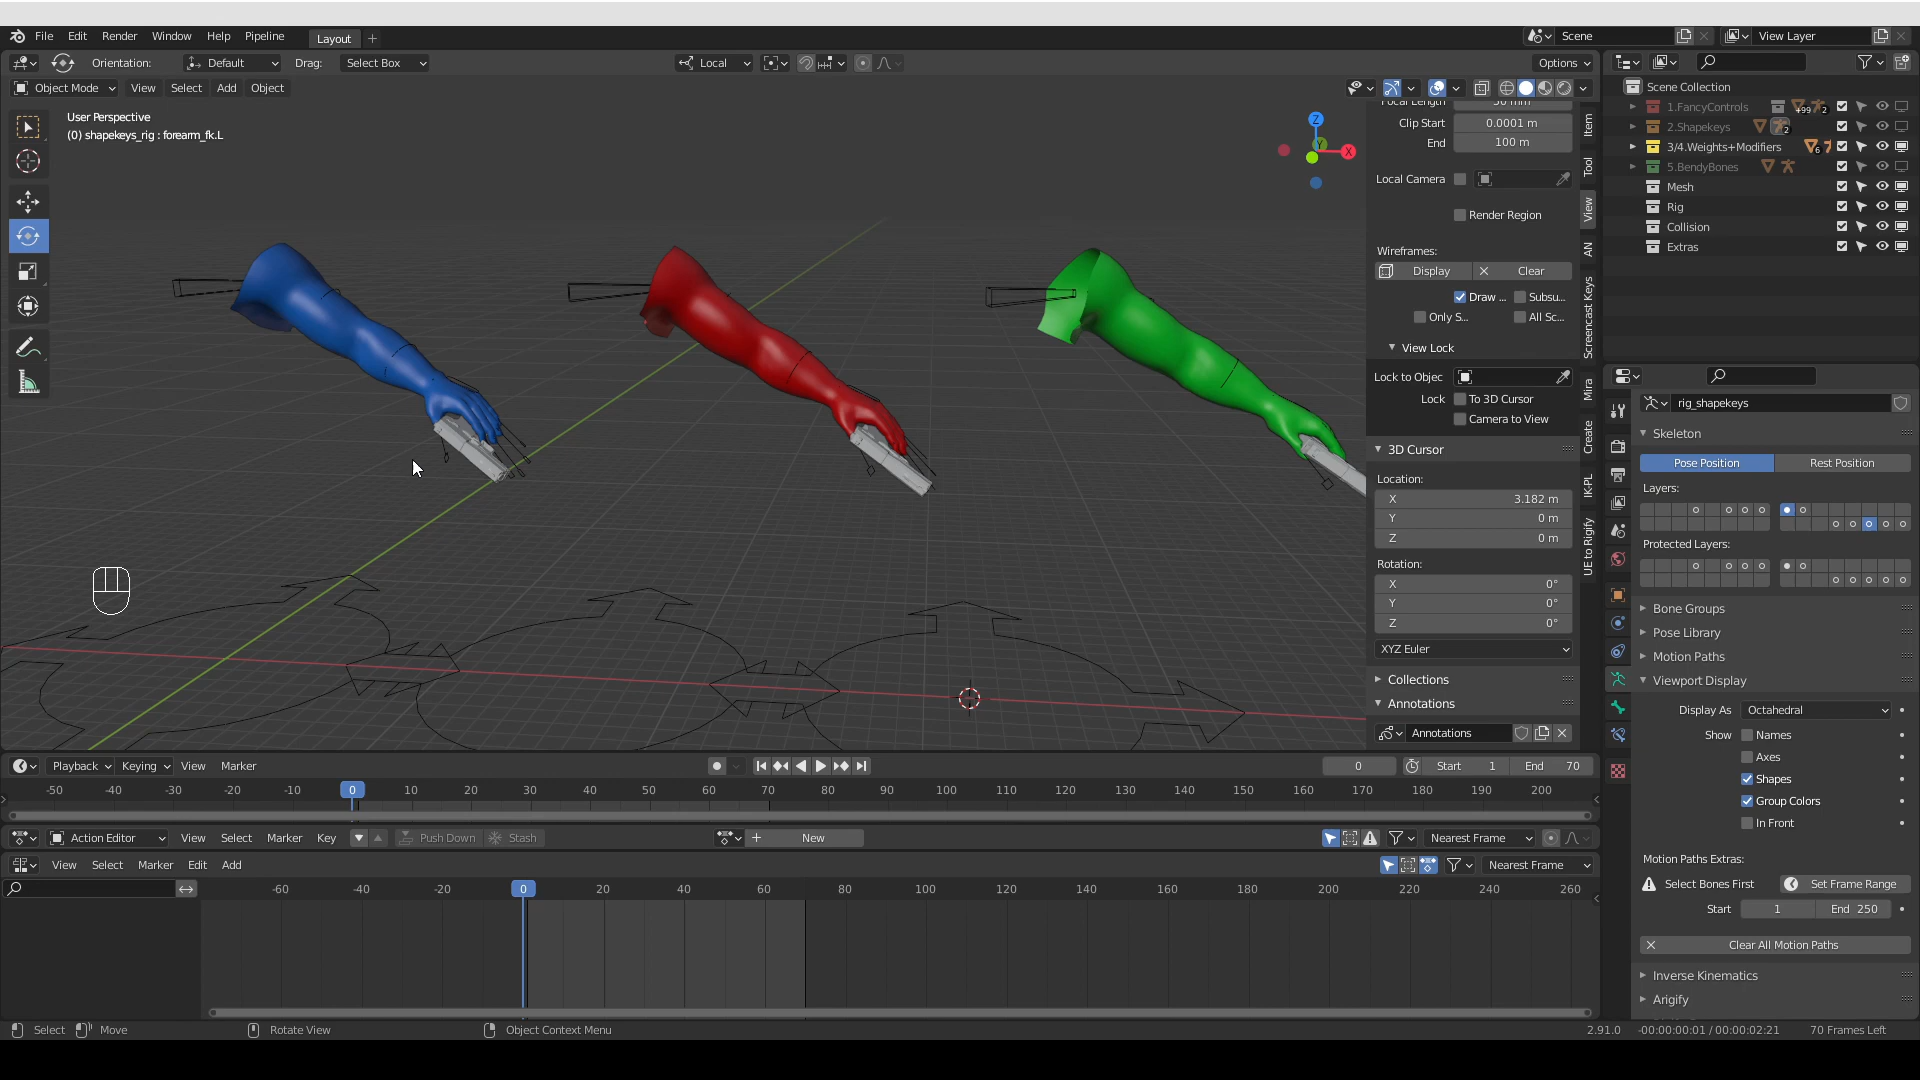 File Edit Render Window Help Pipeline Layout
Scene View Layer
Orientation: Default Drag: Select Box Local Options
Object Mode View Select Add Object
User Perspective
(0) shapekeys_rig : forearm_fk.L
Z
Y
X
Clip Start 0.0001 m
End 100 m
Local Camera
Render Region
Wireframes:
Display Clear
Draw ... Subsu...
Only S... All Sc...
View Lock
Lock to Objec
Lock To 3D Cursor
Camera to View
3D Cursor
Location:
X 3.182 m
Y 0 m
Z 0 m
Rotation:
X 0°
Y 0°
Z 0°
XYZ Euler
Collections
Annotations
Annotations
Item
Tool
View
AN
Screencast Keys
Mira
Create
IK-PL
UE to Rigify
Scene Collection
1.FancyControls +99 2
2.Shapekeys 2
3/4.Weights+Modifiers 6
5.BendyBones
Mesh
Rig
Collision
Extras
rig_shapekeys
Skeleton
Pose Position Rest Position
Layers:
Protected Layers:
Bone Groups
Pose Library
Motion Paths
Viewport Display
Display As Octahedral
Show Names
Axes
Shapes
Group Colors
In Front
Motion Paths Extras:
Select Bones First Set Frame Range
Start 1 End 250
Clear All Motion Paths
Inverse Kinematics
Arigify
Playback Keying View Marker 0 Start 1 End 70
-50 -40 -30 -20 -10 0 10 20 30 40 50 60 70 80 90 100 110 120 130 140 150 160 170 180 190 200
Action Editor View Select Marker Key Push Down Stash New Nearest Frame
View Select Marker Edit Add Nearest Frame
-60 -40 -20 0 20 40 60 80 100 120 140 160 180 200 220 240 260
Select Move Rotate View Object Context Menu 2.91.0 -00:00:00:01 / 00:00:02:21 70 Frames Left